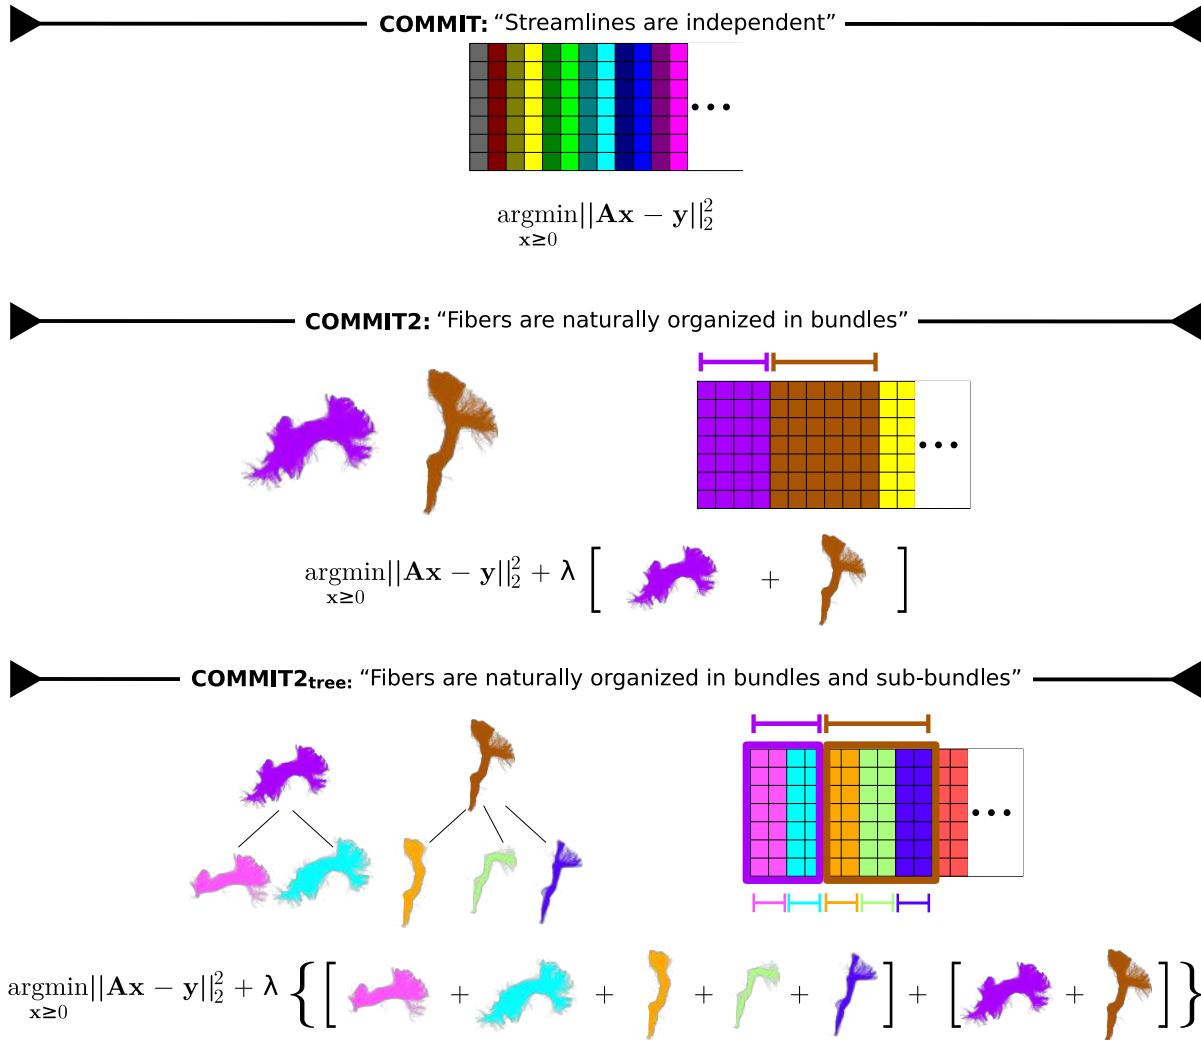 COMMIT: “Streamlines are independent”
•••
argmin||Ax − y||₂²
x≥0
COMMIT2: “Fibers are naturally organized in bundles”
•••
argmin||Ax − y||₂² + λ [ + ]
x≥0
COMMIT2tree: “Fibers are naturally organized in bundles and sub-bundles”
•••
argmin||Ax − y||₂² + λ { [ + + + + ] + [ + ] }
x≥0